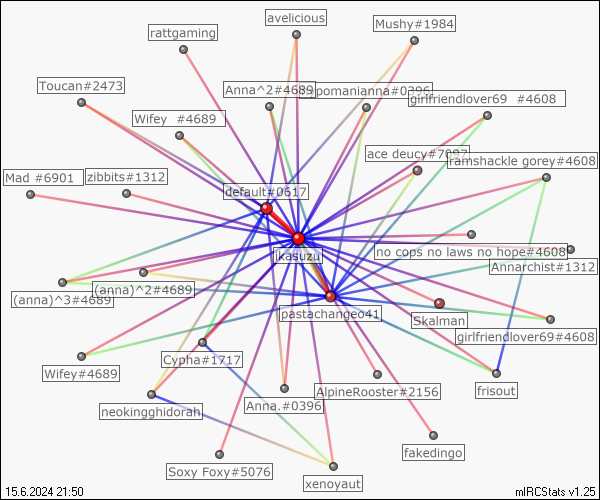 avelicious
Mushy#1984
rattgaming
Toucan#2473
Anna^2#4689
pomanianna#0396
girlfriendlover69 #4608
Wifey #4689
ace deucy#7097
ramshackle gorey#4608
Mad #6901
zibbits#1312
default#0617
jikasuzu
no cops no laws no hope#4608
Annarchist#1312
(anna)^2#4689
(anna)^3#4689
pastachangeo41
Skalman
girlfriendlover69#4608
Cypha#1717
Wifey#4689
AlpineRooster#2156
frisout
neokingghidorah
Anna.#0396
fakedingo
Soxy Foxy#5076
xenoyaut
15.6.2024 21:50
mIRCStats v1.25